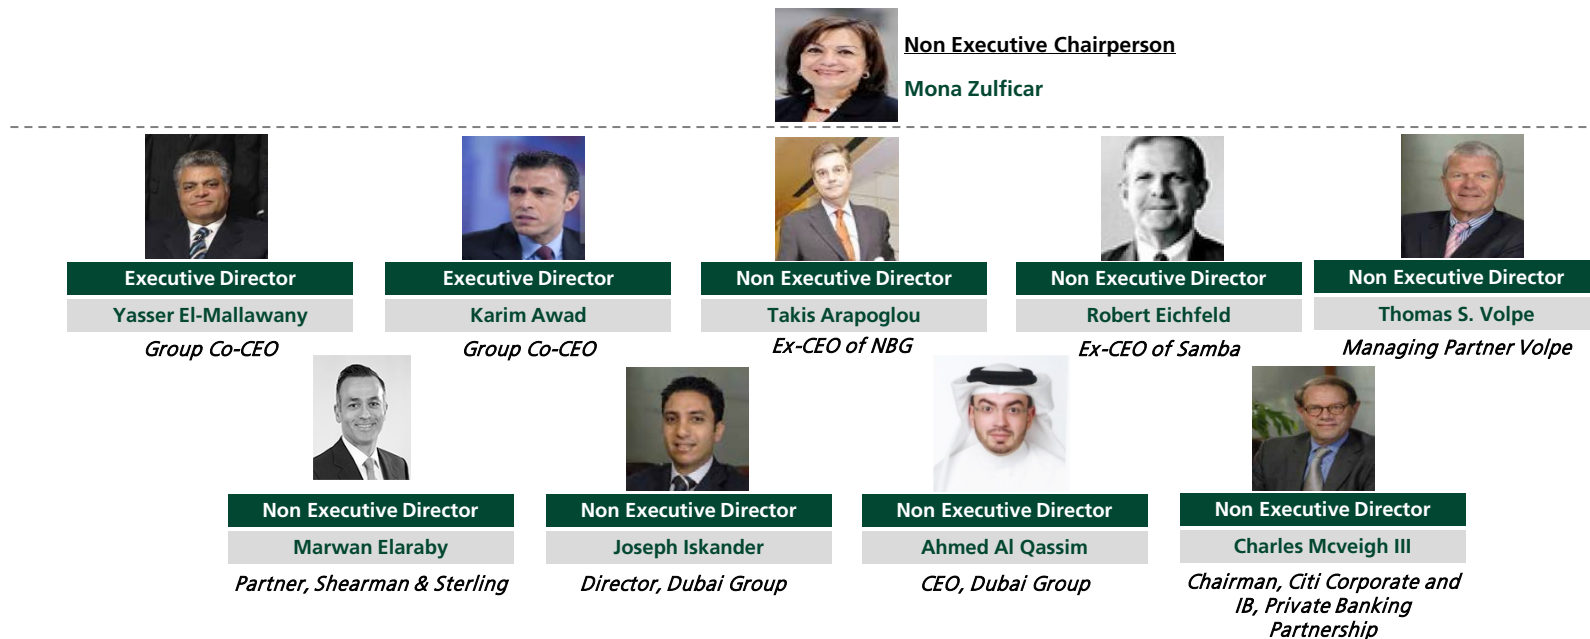 Non Executive Chairperson
Mona Zulficar
Executive Director
Yasser El-Mallawany
Group Co-CEO
Executive Director
Karim Awad
Group Co-CEO
Non Executive Director
Takis Arapoglou
Ex-CEO of NBG
Non Executive Director
Robert Eichfeld
Ex-CEO of Samba
Non Executive Director
Thomas S. Volpe
Managing Partner Volpe
Non Executive Director
Marwan Elaraby
Partner, Shearman & Sterling
Non Executive Director
Joseph Iskander
Director, Dubai Group
Non Executive Director
Ahmed Al Qassim
CEO, Dubai Group
Non Executive Director
Charles Mcveigh III
Chairman, Citi Corporate and
IB, Private Banking
Partnership